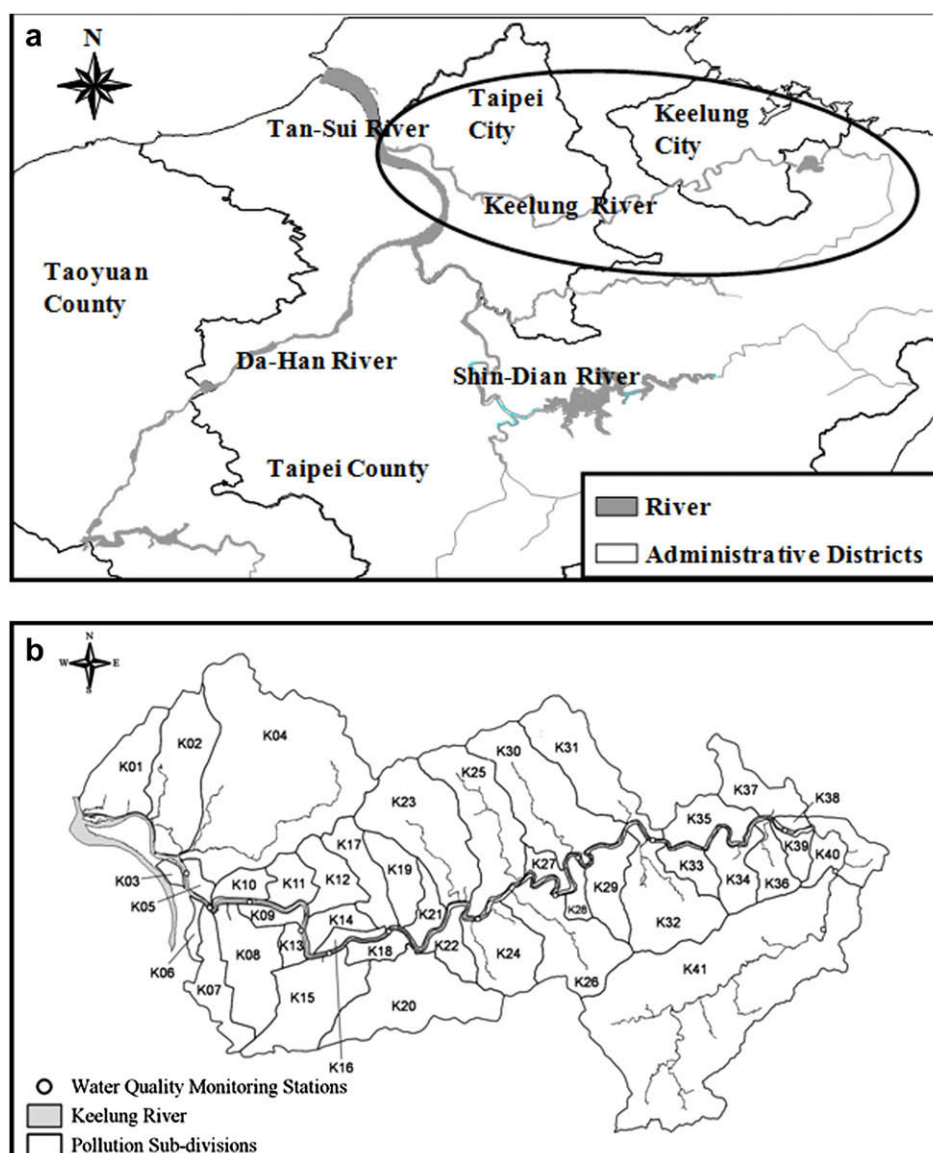 a
N
Taipei
City
Keelung
City
Tan-Sui River
Keelung River
Taoyuan
County
Da-Han River
Shin-Dian River
Taipei County
River
Administrative Districts
b
N
W E
S
K01
K02
K04
K03
K05
K06
K07
K08
K09
K10
K11
K12
K13
K14
K15
K16
K17
K18
K19
K20
K21
K22
K23
K24
K25
K26
K27
K28
K29
K30
K31
K32
K33
K34
K35
K36
K37
K38
K39
K40
K41
Water Quality Monitoring Stations
Keelung River
Pollution Sub-divisions